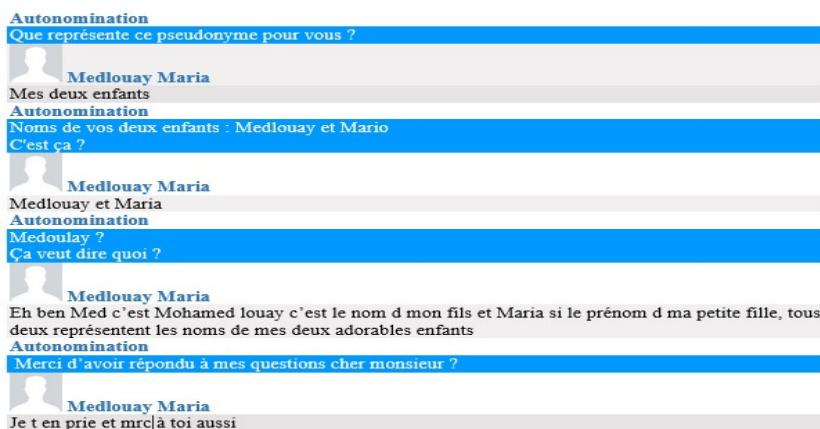 Autonomination
Que représente ce pseudonyme pour vous ?
Medlouay Maria
Mes deux enfants
Autonomination
Noms de vos deux enfants : Medlouay et Mario
C'est ça ?
Medlouay Maria
Medlouay et Maria
Autonomination
Medoulay ?
Ça veut dire quoi ?
Medlouay Maria
Eh ben Med c’est Mohamed louay c’est le nom d mon fils et Maria si le prénom d ma petite fille, tous
deux représentent les noms de mes deux adorables enfants
Autonomination
Merci d’avoir répondu à mes questions cher monsieur ?
Medlouay Maria
Je t en prie et mrc à toi aussi